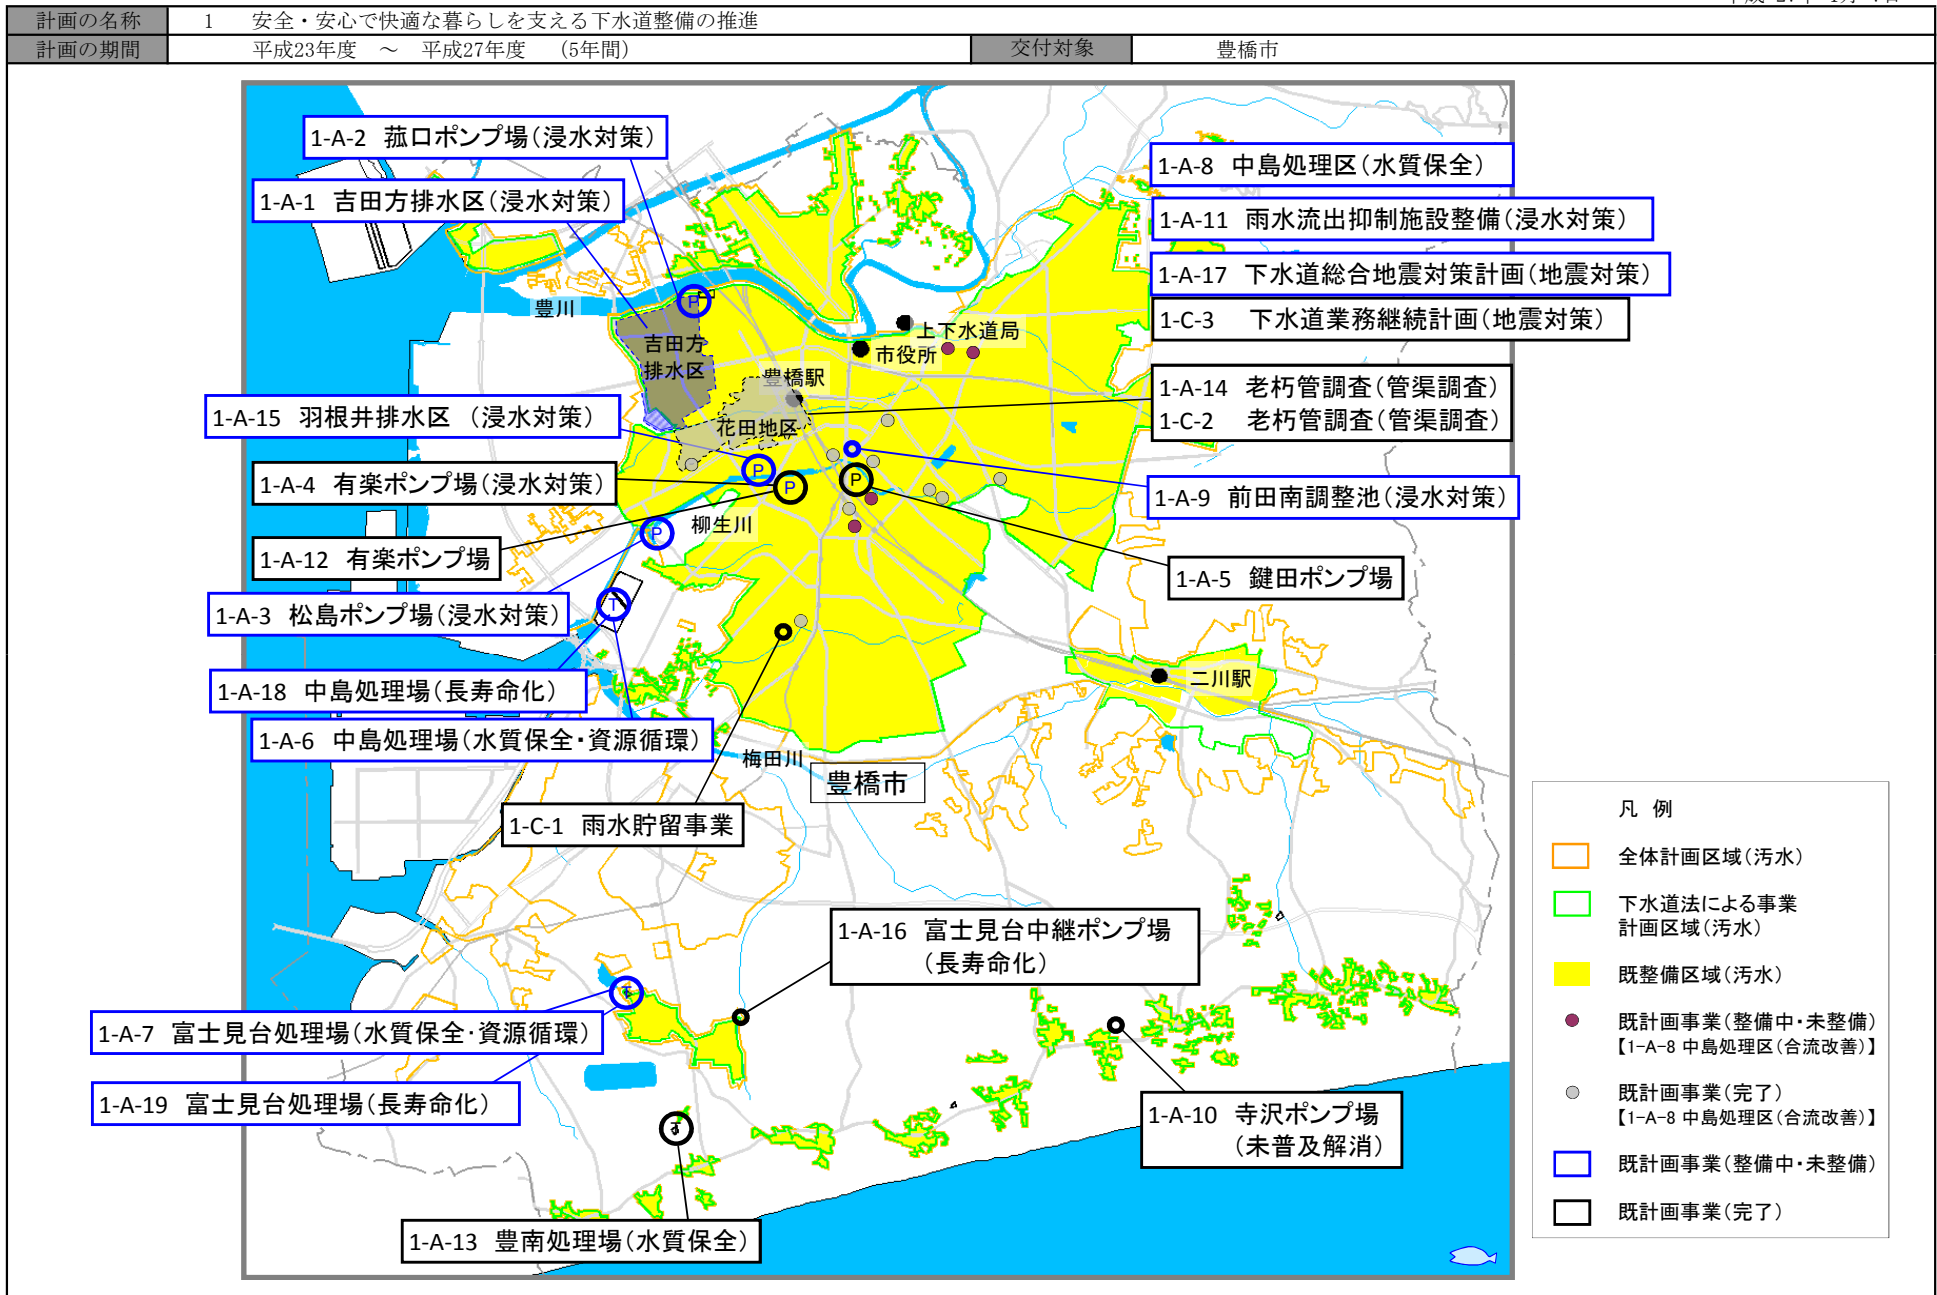 計画の名称 1 安全・安心で快適な暮らしを支える下水道整備の推進
計画の期間 平成23年度 ～ 平成27年度 (5年間) 交付対象 豊橋市
1-A-2 菰口ポンプ場(浸水対策)
1-A-1 吉田方排水区(浸水対策)
1-A-8 中島処理区(水質保全)
1-A-11 雨水流出抑制施設整備(浸水対策)
1-A-17 下水道総合地震対策計画(地震対策)
1-C-3 下水道業務継続計画(地震対策)
豊川
P
吉田方
排水区
上下水道局
市役所
豊橋駅
花田地区
1-A-14 老朽管調査(管渠調査)
1-C-2 老朽管調査(管渠調査)
1-A-15 羽根井排水区 (浸水対策)
P
P
P
1-A-4 有楽ポンプ場(浸水対策)
1-A-9 前田南調整池(浸水対策)
柳生川
P
1-A-12 有楽ポンプ場
1-A-5 鍵田ポンプ場
T
1-A-3 松島ポンプ場(浸水対策)
1-A-18 中島処理場(長寿命化)
二川駅
1-A-6 中島処理場(水質保全・資源循環)
梅田川
豊橋市
1-C-1 雨水貯留事業
1-A-16 富士見台中継ポンプ場
(長寿命化)
T
1-A-7 富士見台処理場(水質保全・資源循環)
1-A-19 富士見台処理場(長寿命化)
T
1-A-10 寺沢ポンプ場
(未普及解消)
1-A-13 豊南処理場(水質保全)
凡 例
全体計画区域(汚水)
下水道法による事業
計画区域(汚水)
既整備区域(汚水)
既計画事業(整備中・未整備)
【1-A-8 中島処理区(合流改善)】
既計画事業(完了)
【1-A-8 中島処理区(合流改善)】
既計画事業(整備中・未整備)
既計画事業(完了)